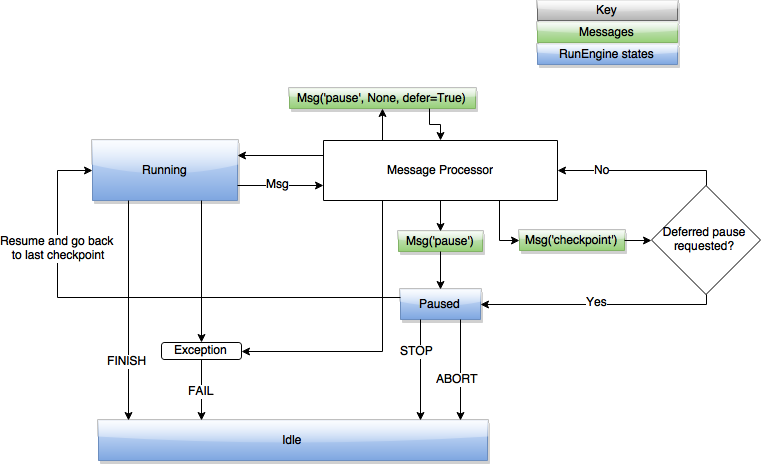 Key
Messages
RunEngine states
Msg('pause', None, defer=True)
Running
Message Processor
No
Msg
Resume and go back
to last checkpoint
Msg('pause')
Msg('checkpoint')
Deferred pause
requested?
Paused
Yes
Exception
STOP
FINISH
ABORT
FAIL
Idle